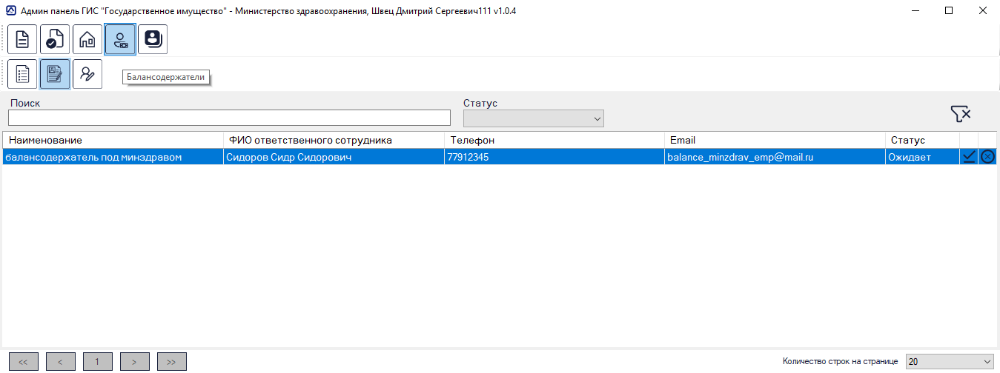 Админ панель ГИС "Государственное имущество" - Министерство здравоохранения, Швец Дмитрий Сергеевич111 v1.0.4
Балансодержатели
Поиск Статус
Наименование ФИО ответственного сотрудника Телефон Email Статус
балансодержатель под минздравом Сидоров Сидр Сидорович 77912345 balance_minzdrav_emp@mail.ru Ожидает
<< < 1 > >> Количество строк на странице 20